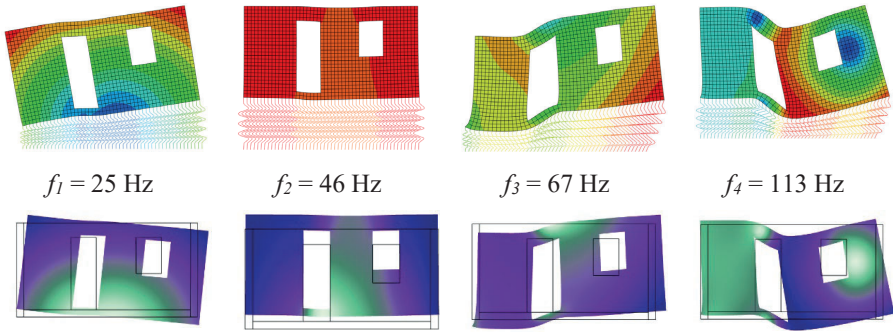 f1 = 25 Hz
f2 = 46 Hz
f3 = 67 Hz
f4 = 113 Hz